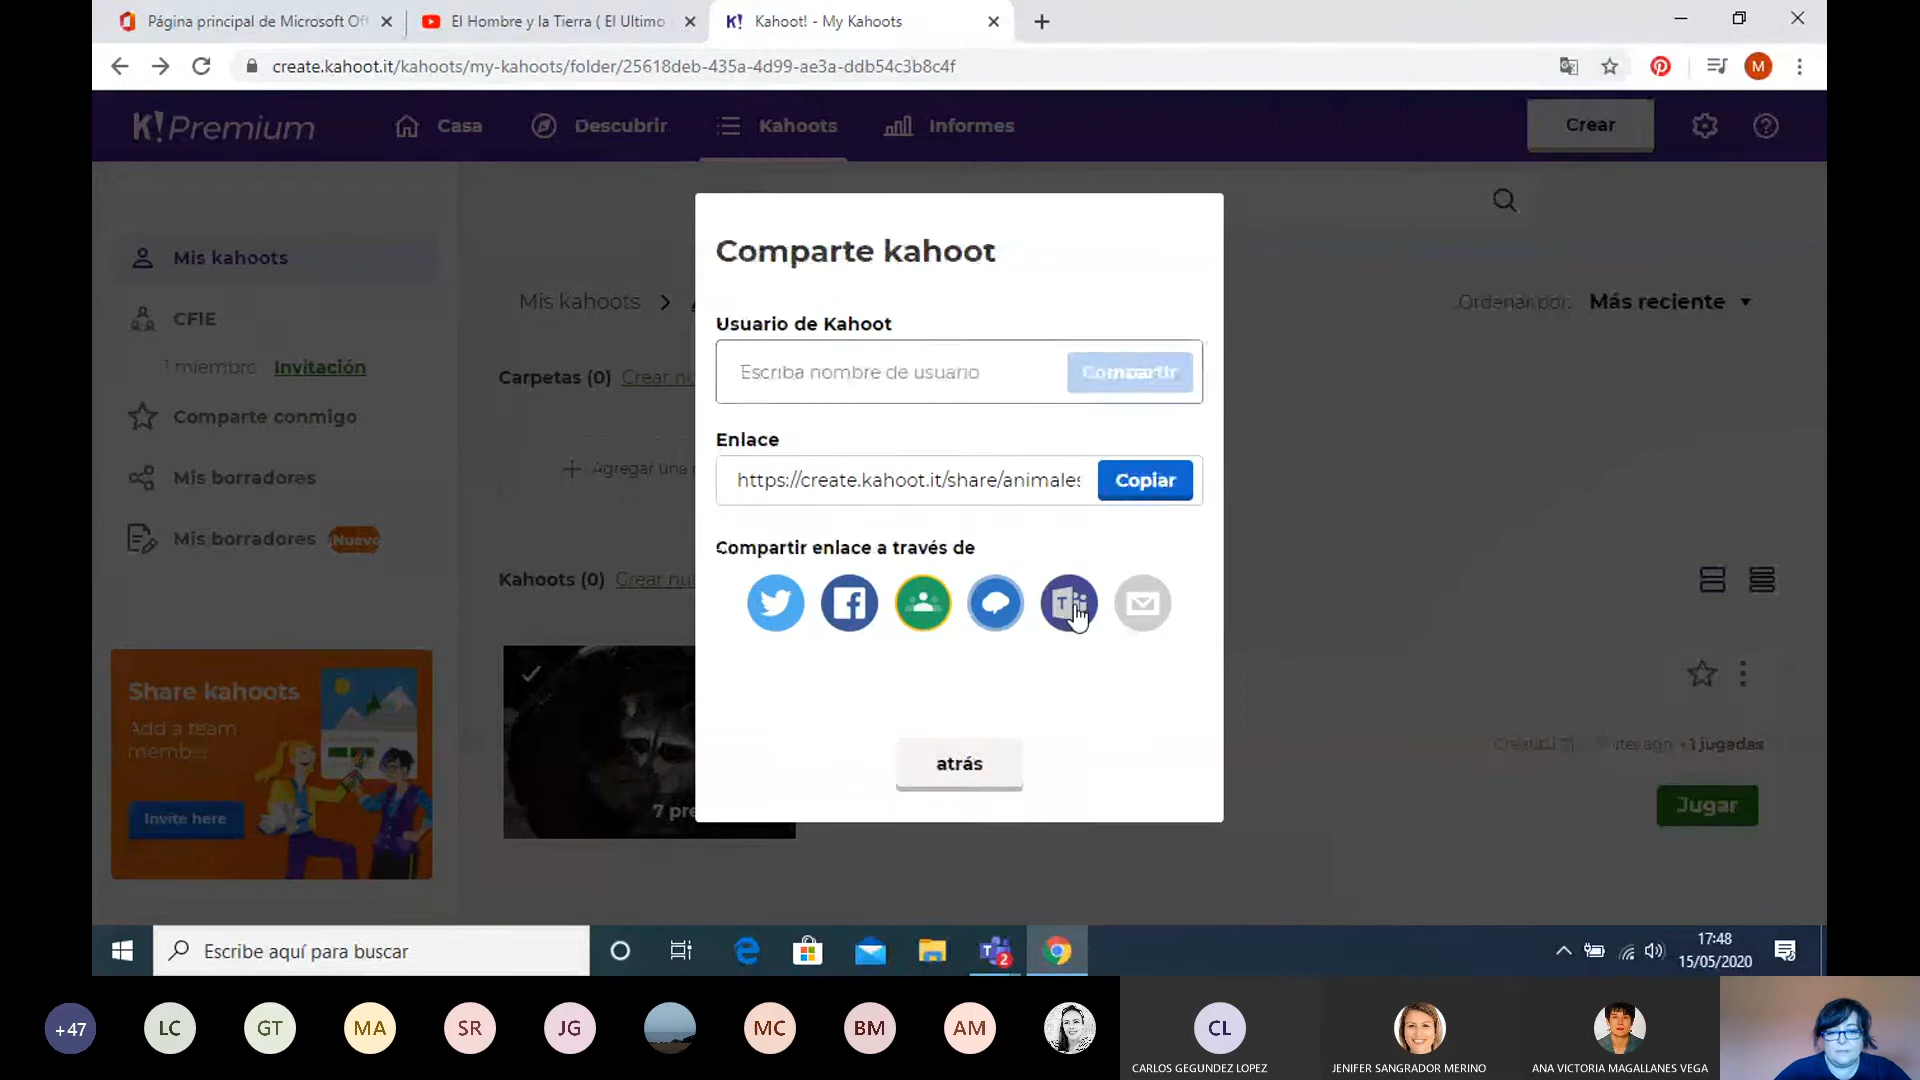 Página principal de Microsoft Of
El Hombre y la Tierra ( El Ultimo
K! Kahoot! - My Kahoots
create.kahoot.it/kahoots/my-kahoots/folder/25618deb-435a-4d99-ae3a-ddb54c3b8c4f
M
K! Premium
Casa
Descubrir
Kahoots
Informes
Crear
Mis kahoots
CFIE
1 miembro Invitación
Comparte conmigo
Mis borradores
Mis borradores ¡Nuevo
Share kahoots
Add a team
member
Invite here
Mis kahoots >
Ordenar por: Más reciente
Carpetas (0)
Agregar una
Kahoots (0)
7
+1 jugadas
Jugar
Comparte kahoot
Usuario de Kahoot
Escriba nombre de usuario
Compartir
Enlace
https://create.kahoot.it/share/animales
Copiar
Compartir enlace a través de
atrás
Escribe aquí para buscar
2
17:48
15/05/2020
+47
LC
GT
MA
SR
JG
MC
BM
AM
CL
CARLOS GEGUNDEZ LOPEZ
JENIFER SANGRADOR MERINO
ANA VICTORIA MAGALLANES VEGA